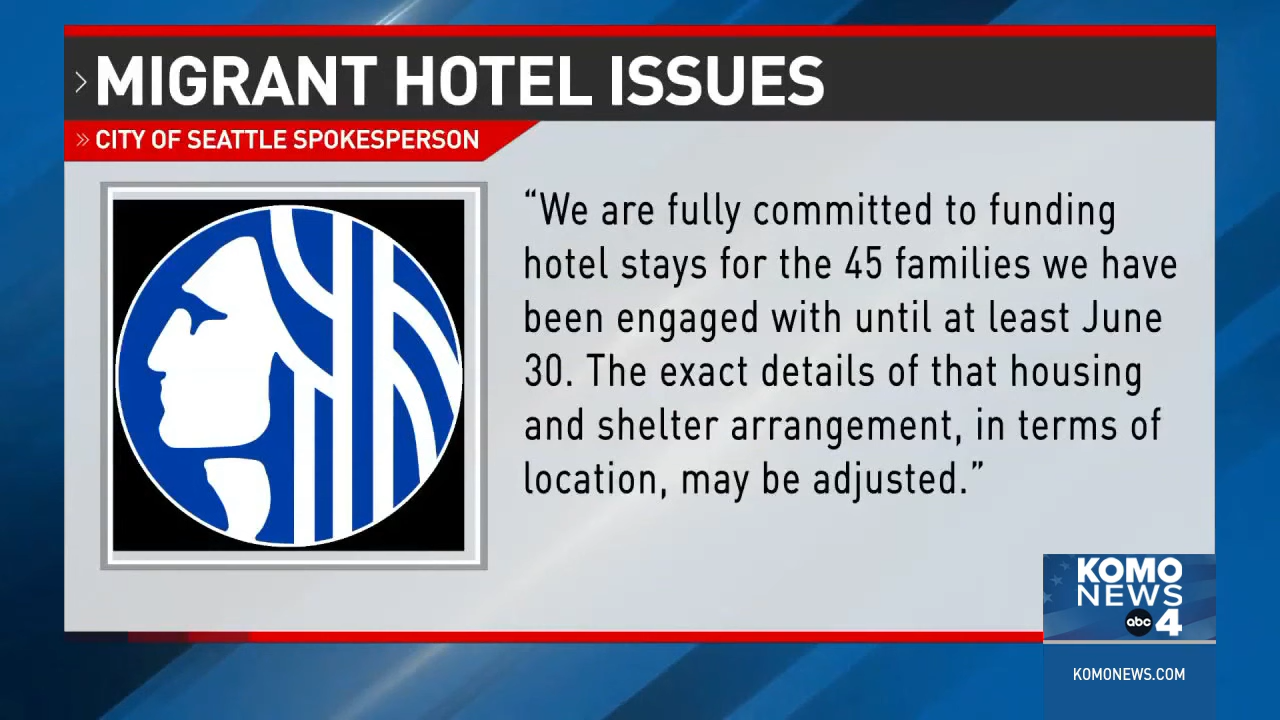 › MIGRANT HOTEL ISSUES
» CITY OF SEATTLE SPOKESPERSON
“We are fully committed to funding
hotel stays for the 45 families we have
been engaged with until at least June
30. The exact details of that housing
and shelter arrangement, in terms of
location, may be adjusted.”
KOMO
NEWS
abc 4
KOMONEWS.COM